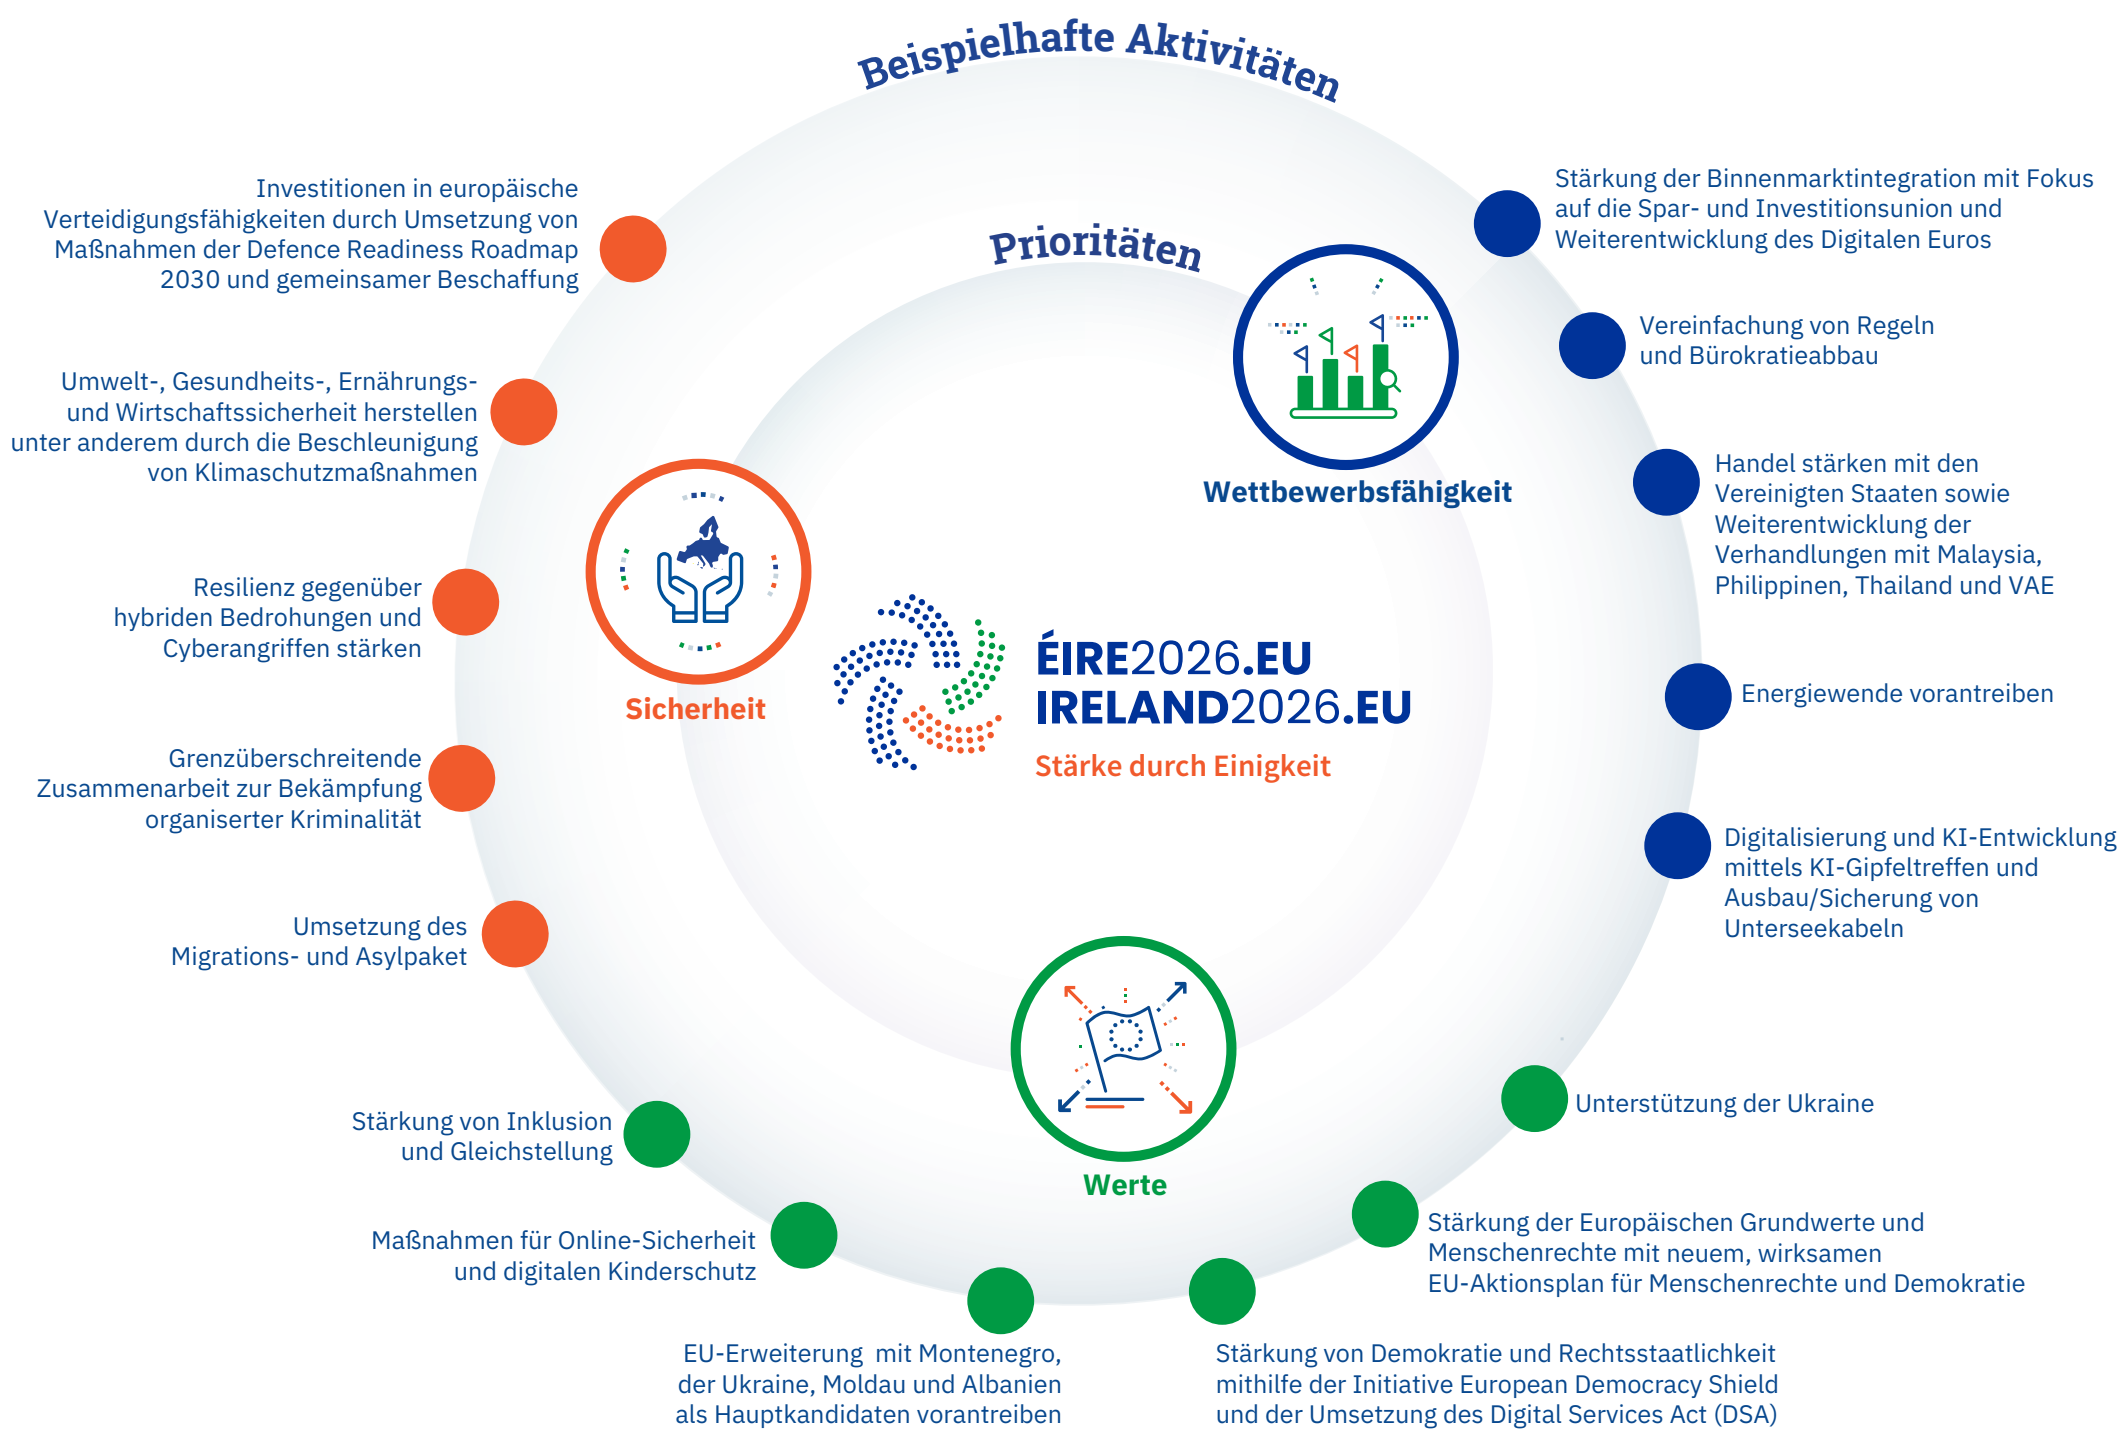 Beispielhafte Aktivitäten
Prioritäten
Investitionen in europäische
Verteidigungsfähigkeiten durch Umsetzung von
Maßnahmen der Defence Readiness Roadmap
2030 und gemeinsamer Beschaffung
Umwelt-, Gesundheits-, Ernährungs-
und Wirtschaftssicherheit herstellen
unter anderem durch die Beschleunigung
von Klimaschutzmaßnahmen
Resilienz gegenüber
hybriden Bedrohungen und
Cyberangriffen stärken
Grenzüberschreitende
Zusammenarbeit zur Bekämpfung
organiserter Kriminalität
Umsetzung des
Migrations- und Asylpaket
Sicherheit
Wettbewerbsfähigkeit
ÉIRE2026.EU
IRELAND2026.EU
Stärke durch Einigkeit
Werte
Stärkung der Binnenmarktintegration mit Fokus
auf die Spar- und Investitionsunion und
Weiterentwicklung des Digitalen Euros
Vereinfachung von Regeln
und Bürokratieabbau
Handel stärken mit den
Vereinigten Staaten sowie
Weiterentwicklung der
Verhandlungen mit Malaysia,
Philippinen, Thailand und VAE
Energiewende vorantreiben
Digitalisierung und KI-Entwicklung
mittels KI-Gipfeltreffen und
Ausbau/Sicherung von
Unterseekabeln
Unterstützung der Ukraine
Stärkung der Europäischen Grundwerte und
Menschenrechte mit neuem, wirksamen
EU-Aktionsplan für Menschenrechte und Demokratie
Stärkung von Demokratie und Rechtsstaatlichkeit
mithilfe der Initiative European Democracy Shield
und der Umsetzung des Digital Services Act (DSA)
EU-Erweiterung mit Montenegro,
der Ukraine, Moldau und Albanien
als Hauptkandidaten vorantreiben
Maßnahmen für Online-Sicherheit
und digitalen Kinderschutz
Stärkung von Inklusion
und Gleichstellung